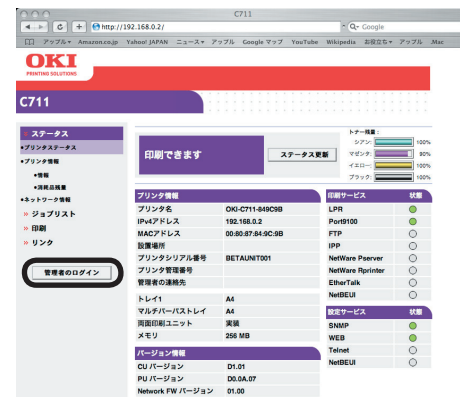 C711
http://192.168.0.2/
Q- Google
アップル▾ Amazon.co.jp Yahoo! JAPAN ニュース▾ アップル Google マップ YouTube Wikipedia お役立ち▾ アップル .Mac
OKI
PRINTING SOLUTIONS
C711
» ステータス
●プリンタステータス
●プリンタ情報
●情報
●消耗品残量
●ネットワーク情報
» ジョブリスト
» 印刷
» リンク
管理者のログイン
印刷できます
ステータス更新
トナー残量:
シアン: 100%
マゼンタ: 80%
イエロー: 100%
ブラック: 100%
プリンタ情報
プリンタ名 OKI-C711-849C9B
IPv4アドレス 192.168.0.2
MACアドレス 00:80:87:84:9C:9B
設置場所
プリンタシリアル番号 BETAUNIT001
プリンタ管理番号
管理者の連絡先
トレイ1 A4
マルチパーパストレイ A4
両面印刷ユニット 実装
メモリ 256 MB
バージョン情報
CU バージョン D1.01
PU バージョン D0.0A.07
Network FW バージョン 01.00
印刷サービス 状態
LPR
Port9100
FTP
IPP
NetWare Pserver
NetWare Rprinter
EtherTalk
NetBEUI
設定サービス 状態
SNMP
WEB
Telnet
NetBEUI